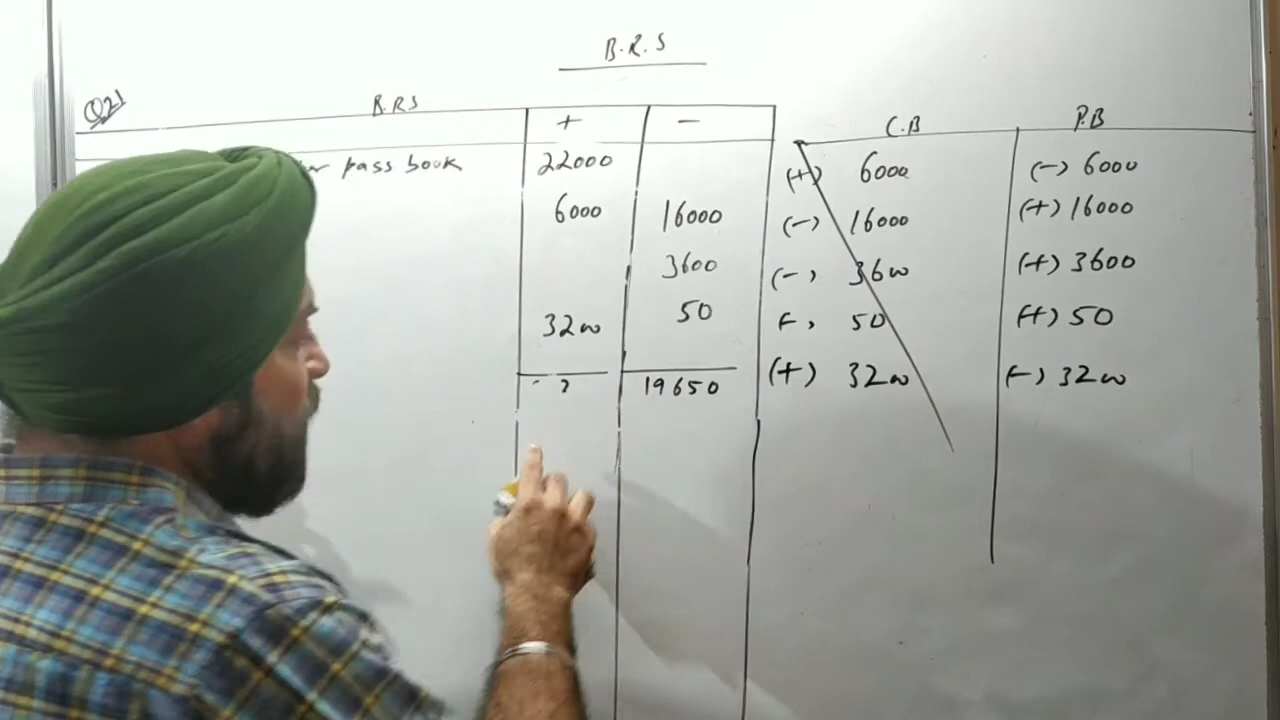 B.R.S
Q21
B.R.S + - C.B P.B
pass book 22000 (+) 6000 (-) 6000
6000 16000 (-) 16000 (+) 16000
3600 (-) 3600 (+) 3600
3200 50 (-) 50 (+) 50
19650 (+) 3200 (-) 3200